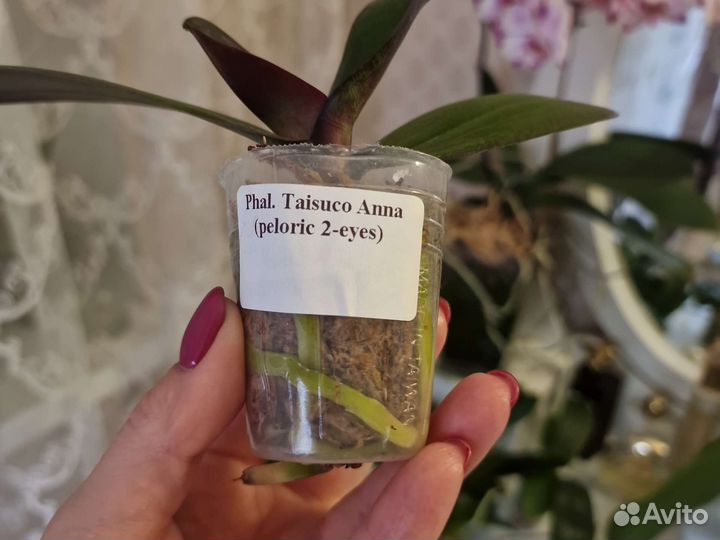 Phal. Taisuco Anna
(peloric 2-eyes)
Avito